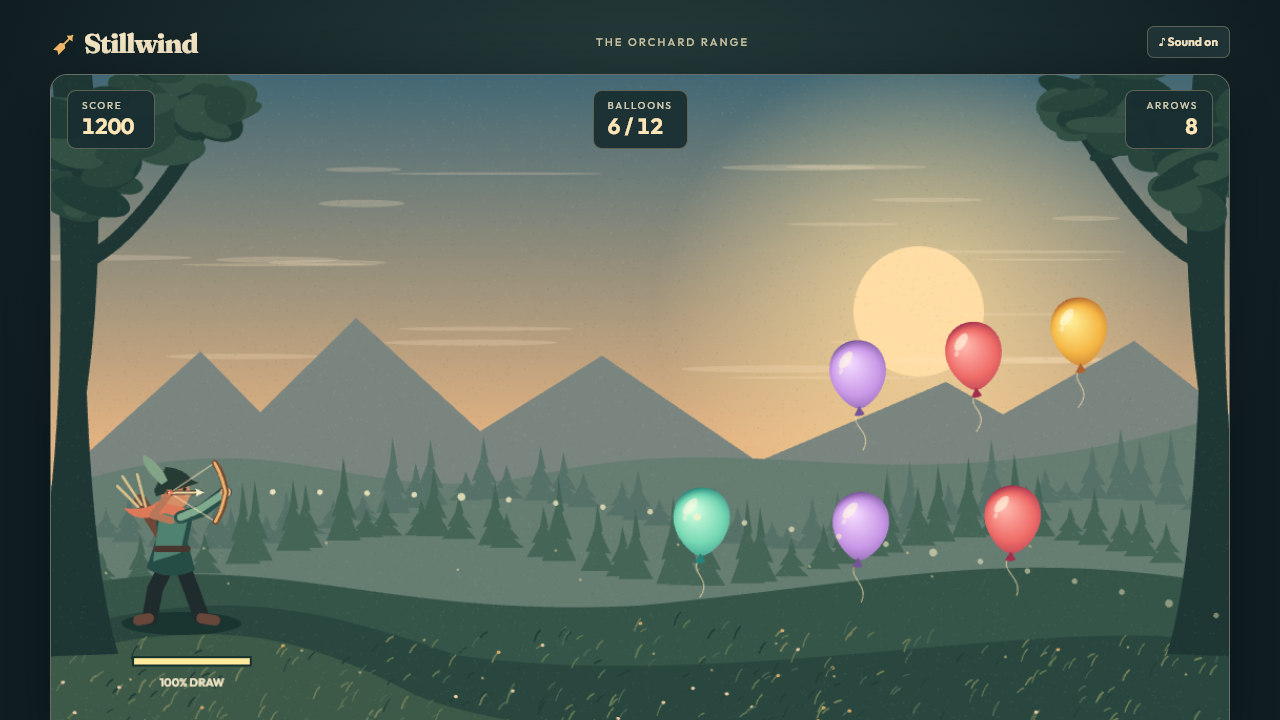 Stillwind
THE ORCHARD RANGE
♪ Sound on
SCORE
1200
BALLOONS
6 / 12
ARROWS
8
100% DRAW